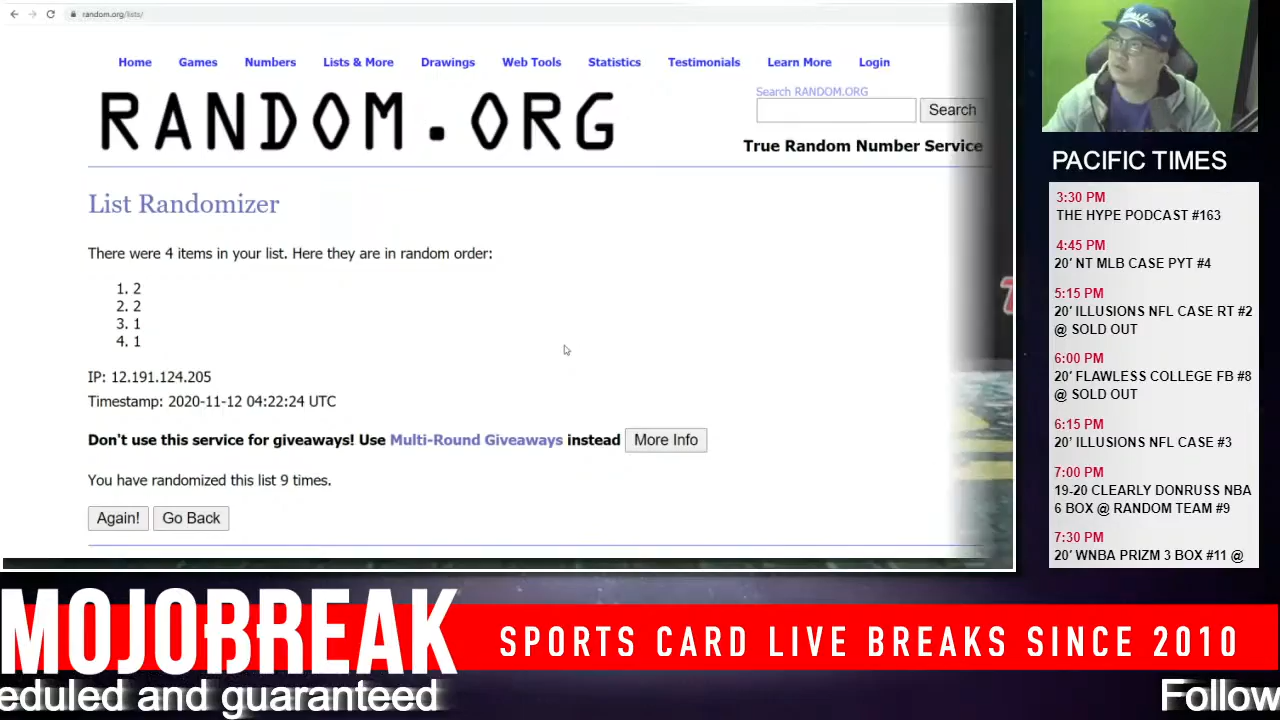 random.org/lists/
Home Games Numbers Lists & More Drawings Web Tools Statistics Testimonials Learn More Login
RANDOM.ORG
Search RANDOM.ORG
Search
True Random Number Service
List Randomizer
There were 4 items in your list. Here they are in random order:
1. 2
2. 2
3. 1
4. 1
IP: 12.191.124.205
Timestamp: 2020-11-12 04:22:24 UTC
Don't use this service for giveaways! Use Multi-Round Giveaways instead More Info
You have randomized this list 9 times.
Again! Go Back
PACIFIC TIMES
3:30 PM
THE HYPE PODCAST #163
4:45 PM
20' NT MLB CASE PYT #4
5:15 PM
20' ILLUSIONS NFL CASE RT #2
@ SOLD OUT
6:00 PM
20' FLAWLESS COLLEGE FB #8
@ SOLD OUT
6:15 PM
20' ILLUSIONS NFL CASE #3
7:00 PM
19-20 CLEARLY DONRUSS NBA
6 BOX @ RANDOM TEAM #9
7:30 PM
20' WNBA PRIZM 3 BOX #11 @
MOJOBREAK
SPORTS CARD LIVE BREAKS SINCE 2010
eduled and guaranteed
Follow